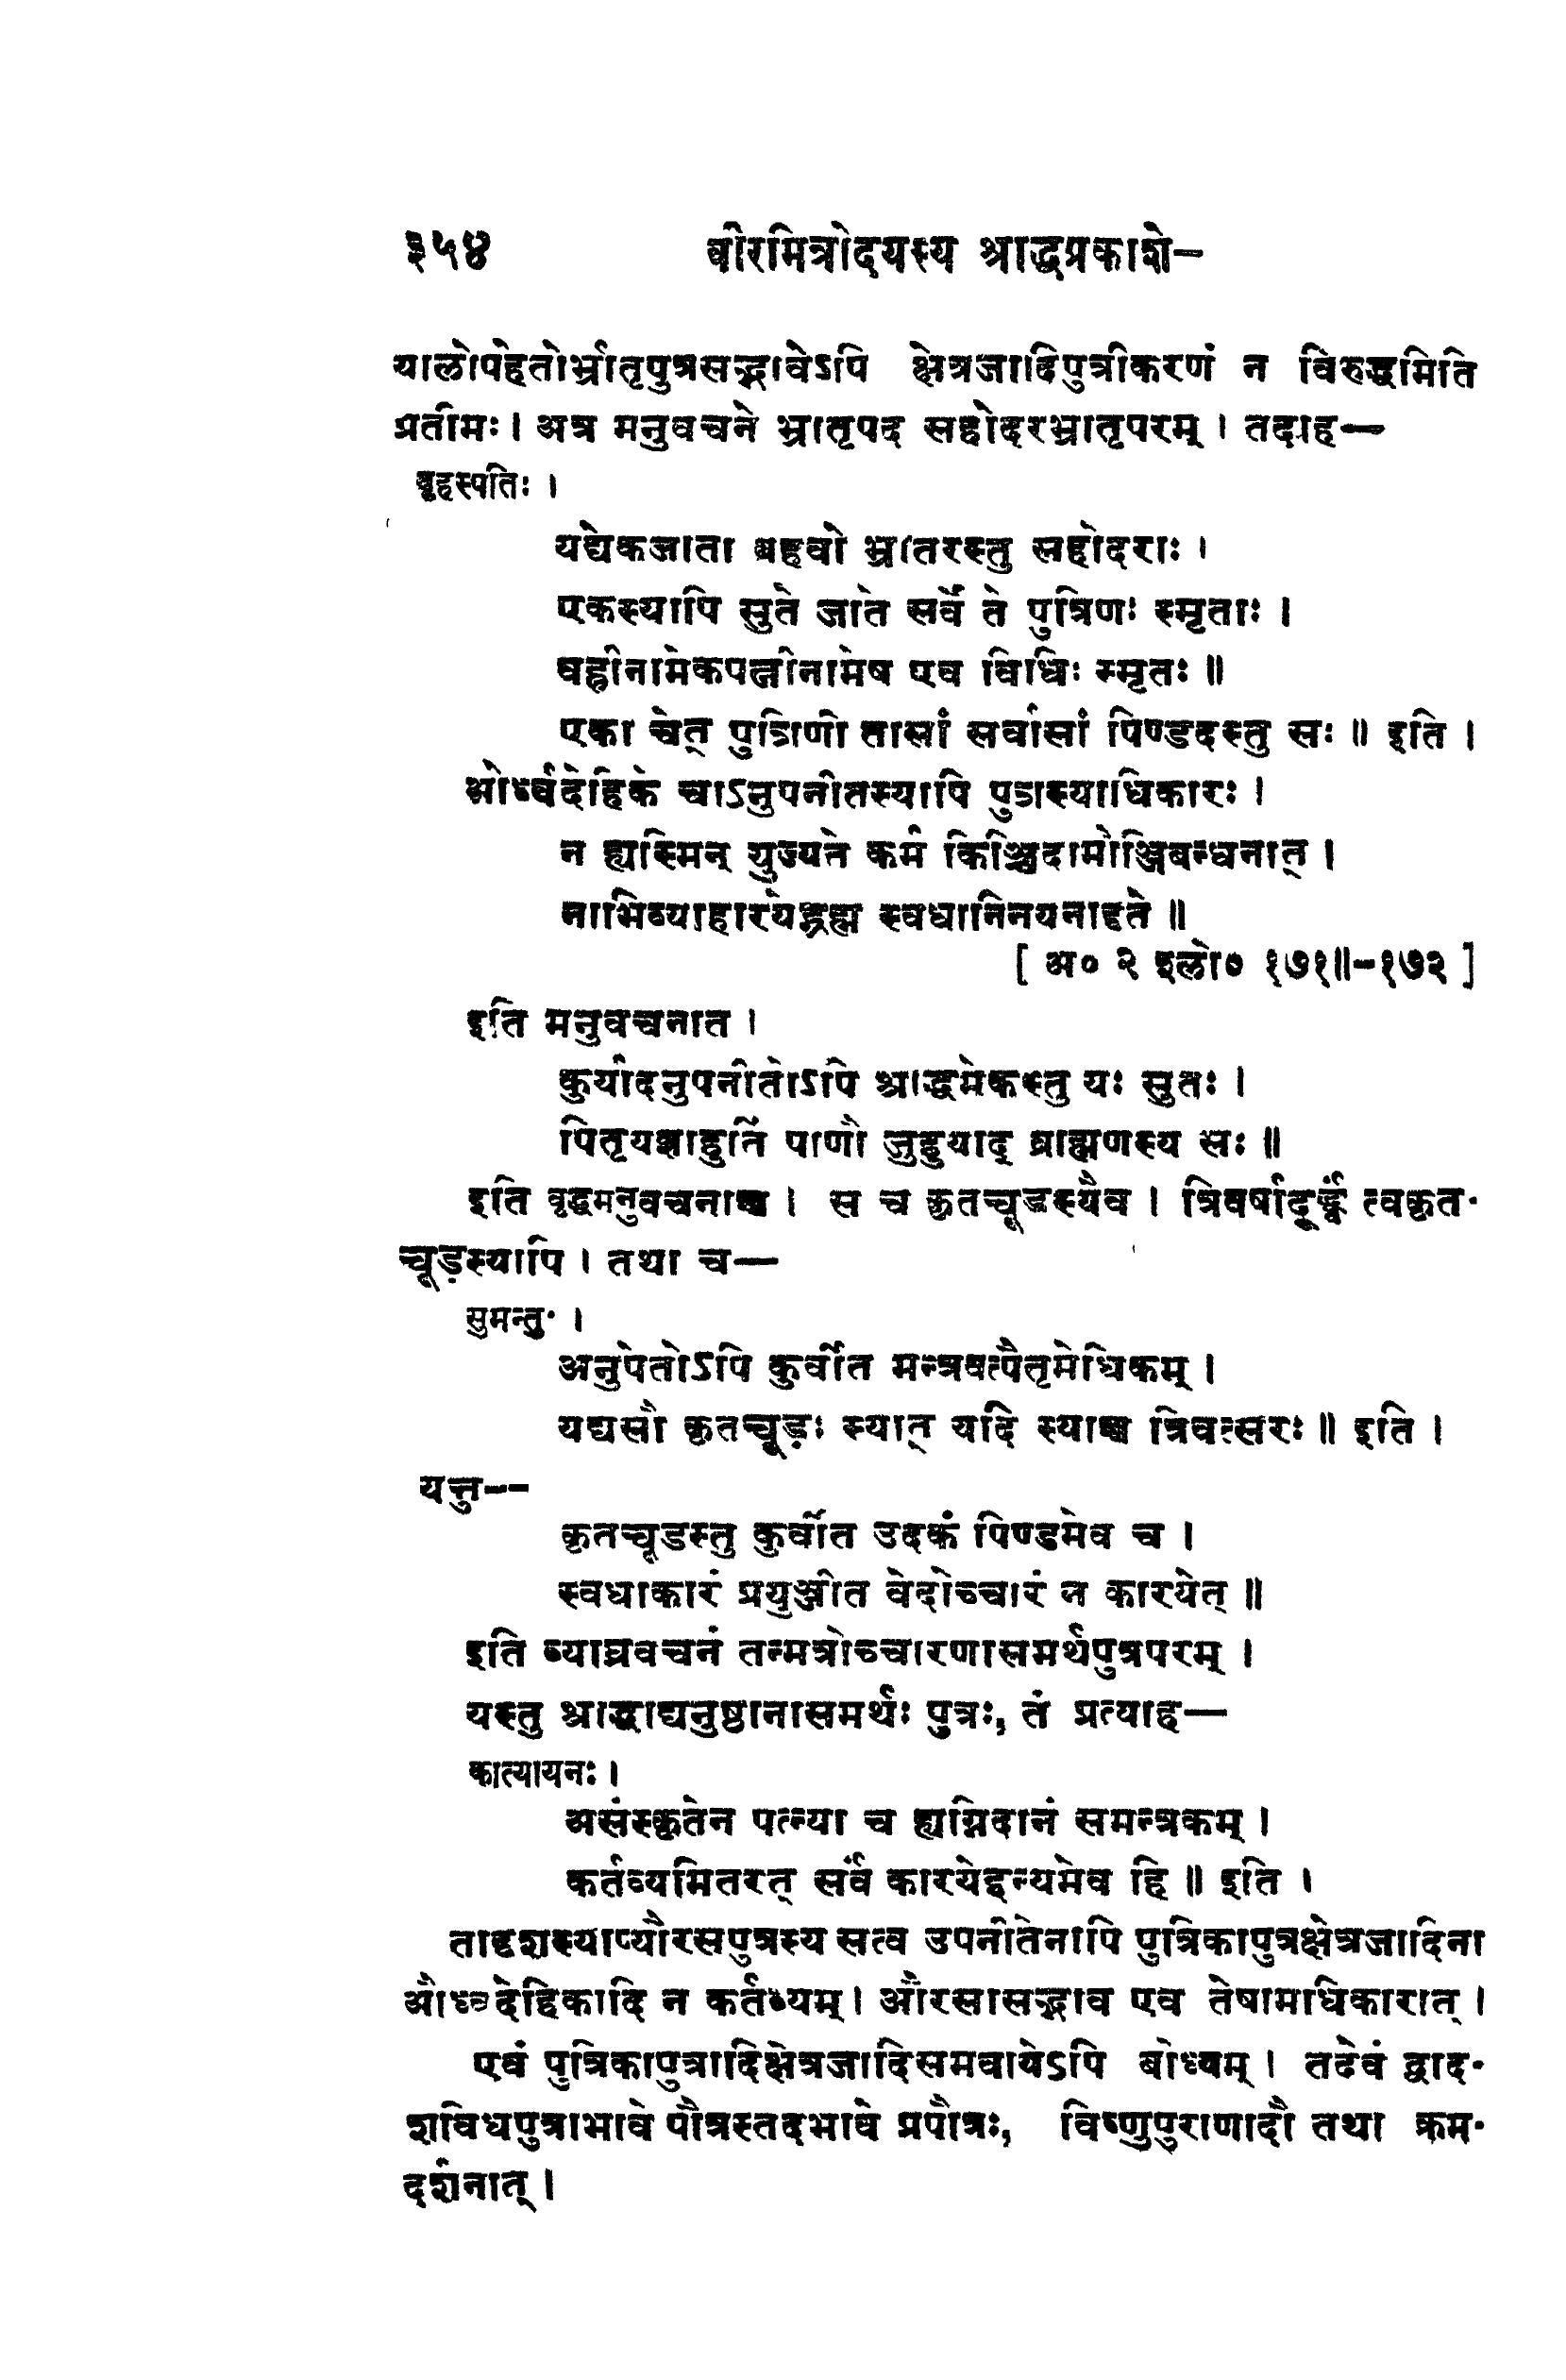 ३५४ वीरमित्रोदयस्य श्राद्धप्रकाशे-
यालोपहेतोर्भ्रातृपुत्रसद्भावेऽपि क्षेत्रजादिपुत्रीकरणं न विरुद्धमिति
प्रतीमः। अत्र मनुवचने भ्रातृपद सहोदरभ्रातृपरम् । तदाह—
बृहस्पतिः ।
यद्येकजाता बहवो भ्रातरस्तु सहोदराः ।
एकस्यापि सुते जाते सर्वे ते पुत्रिणः स्मृताः ।
बह्वीनामेकपत्नीनामेष एव विधिः स्मृतः ॥
एका चेत् पुत्रिणी तासां सर्वासां पिण्डदस्तु सः ॥ इति ।
और्ध्वदेहिके चाऽनुपनीतस्यापि पुत्रस्याधिकारः ।
न ह्यस्मिन् युज्यते कर्म किञ्चिदामौञ्जिबन्धनात् ।
नाभिव्याहारयेद्ब्रह्म स्वधानिनयनादृते ॥
[ अ० २ श्लो० १७१॥-१७२ ]
इति मनुवचनात ।
कुर्यादनुपनीतोऽपि श्राद्धमेकस्तु यः सुतः ।
पितृयज्ञाहुतिं पाणौ जुहुयाद् ब्राह्मणस्य सः ॥
इति वृद्धमनुवचनाच्च । स च कृतचूडस्यैव । त्रिवर्षादूर्द्ध्वं त्वकृत-
चूड़स्यापि । तथा च—
सुमन्तुः ।
अनुपेतोऽपि कुर्वीत मन्त्रवत्पैतृमेधिकम् ।
यद्यसौ कृतचूड़ः स्यात् यदि स्याच्च त्रिवत्सरः ॥ इति ।
यत्तु--
कृतचूडस्तु कुर्वीत उदकं पिण्डमेव च ।
स्वधाकारं प्रयुञ्जीत वेदोच्चारं न कारयेत् ॥
इति व्याघ्रवचनं तन्मत्रोच्चारणासमर्थपुत्रपरम् ।
यस्तु श्राद्धाद्यनुष्ठानासमर्थः पुत्रः, तं प्रत्याह—
कात्यायनः ।
असंस्कृतेन पत्न्या च ह्यग्निदानं समन्त्रकम् ।
कर्तव्यमितरत् सर्वं कारयेदन्यमेव हि ॥ इति ।
तादृशस्याप्यौरसपुत्रस्य सत्व उपनीतेनापि पुत्रिकापुत्रक्षेत्रजादिना
और्ध्वदेहिकादि न कर्तव्यम् । औरसासद्भाव एव तेषामधिकारात् ।
एवं पुत्रिकापुत्रादिक्षेत्रजादिसमवायेऽपि बोध्यम् । तदेवं द्वाद-
शविधपुत्राभावे पौत्रस्तदभावे प्रपौत्रः, विष्णुपुराणादौ तथा क्रम-
दर्शनात् ।